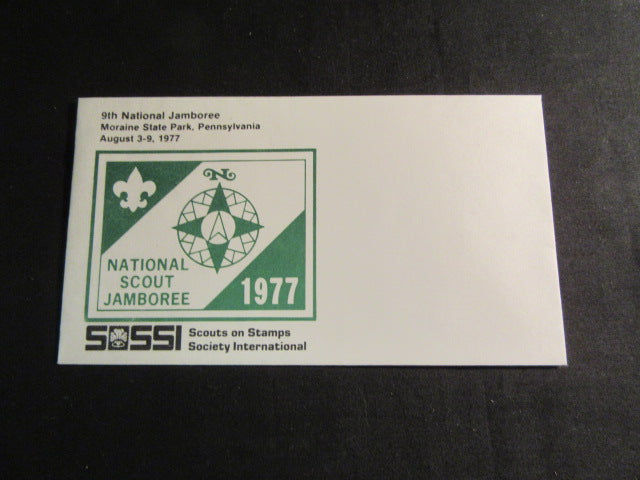 9th National Jamboree
Moraine State Park, Pennsylvania
August 3-9, 1977
N
NATIONAL
SCOUT
JAMBOREE
1977
SOSSI
Scouts on Stamps
Society International